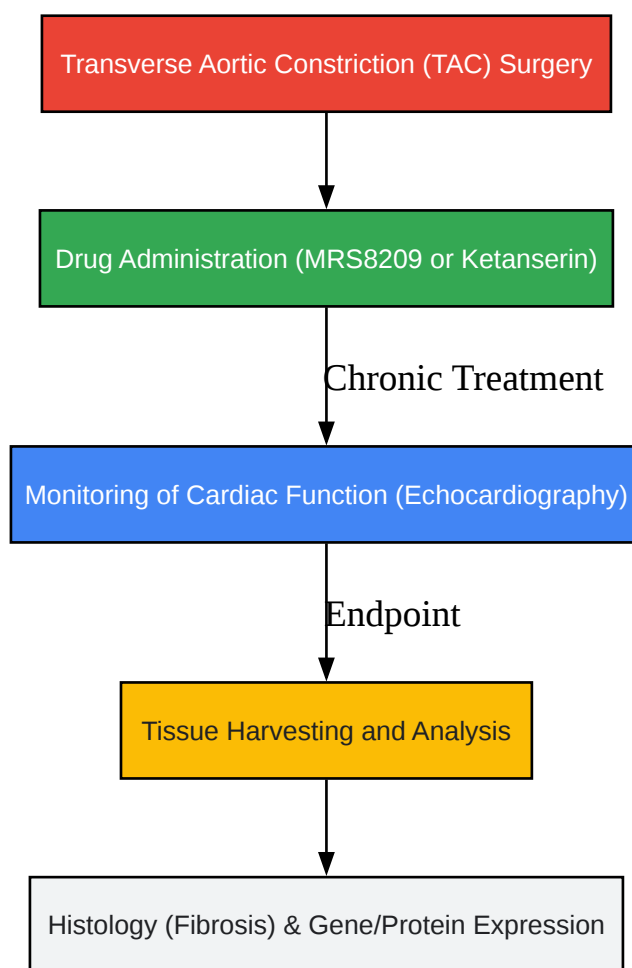 Transverse Aortic Constriction (TAC) Surgery
Drug Administration (MRS8209 or Ketanserin)
Chronic Treatment
Monitoring of Cardiac Function (Echocardiography)
Endpoint
Tissue Harvesting and Analysis
Histology (Fibrosis) & Gene/Protein Expression